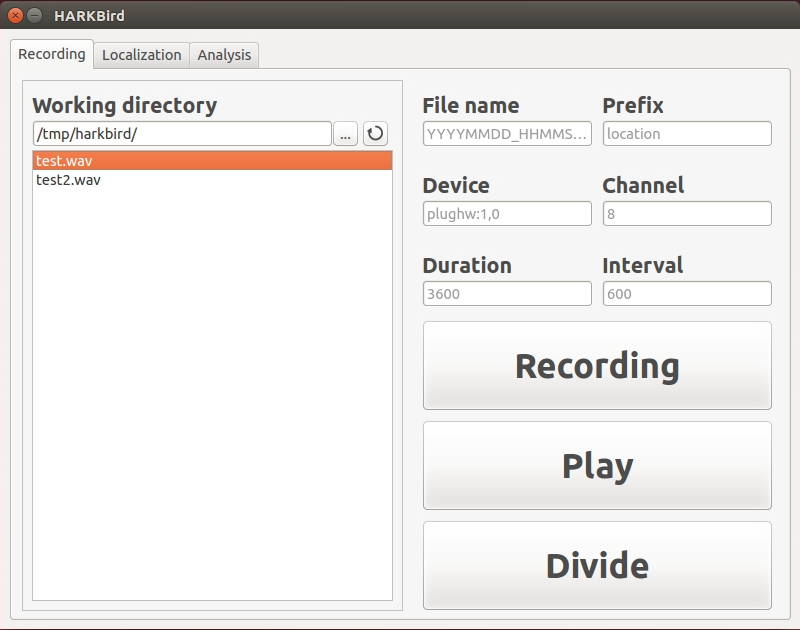 HARKBird
Recording Localization Analysis
Working directory
/tmp/harkbird/ ...
test.wav
test2.wav
File name Prefix
YYYYMMDD_HHMMS... location
Device Channel
plughw:1,0 8
Duration Interval
3600 600
Recording
Play
Divide